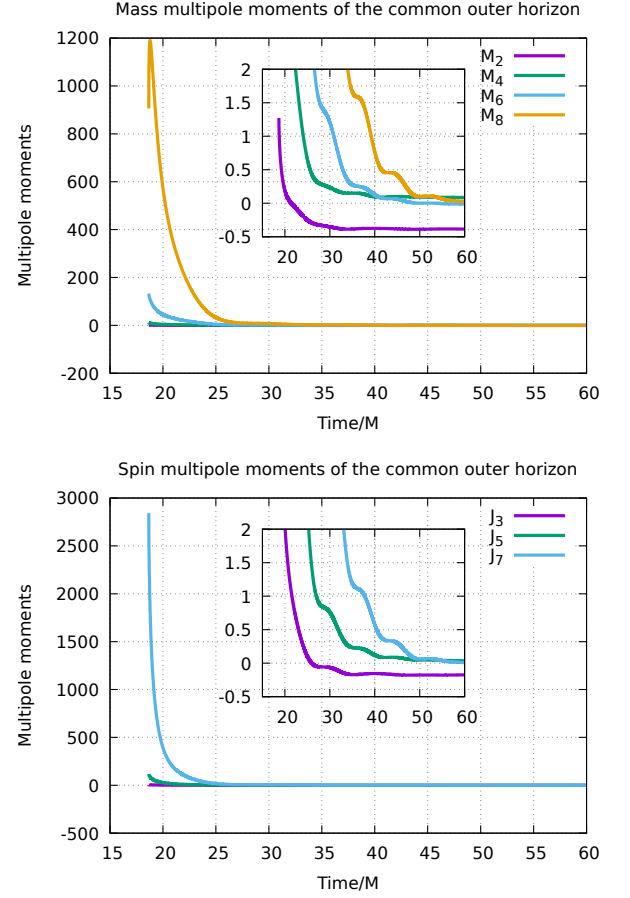 Mass multipole moments of the common outer horizon
1200
1000
800
600
400
200
0
-200
Multipole moments
15 20 25 30 35 40 45 50 55 60
Time/M
M2
M4
M6
M8
2
1.5
1
0.5
0
-0.5
20 30 40 50 60
Spin multipole moments of the common outer horizon
3000
2500
2000
1500
1000
500
0
-500
Multipole moments
15 20 25 30 35 40 45 50 55 60
Time/M
J3
J5
J7
2
1.5
1
0.5
0
-0.5
20 30 40 50 60